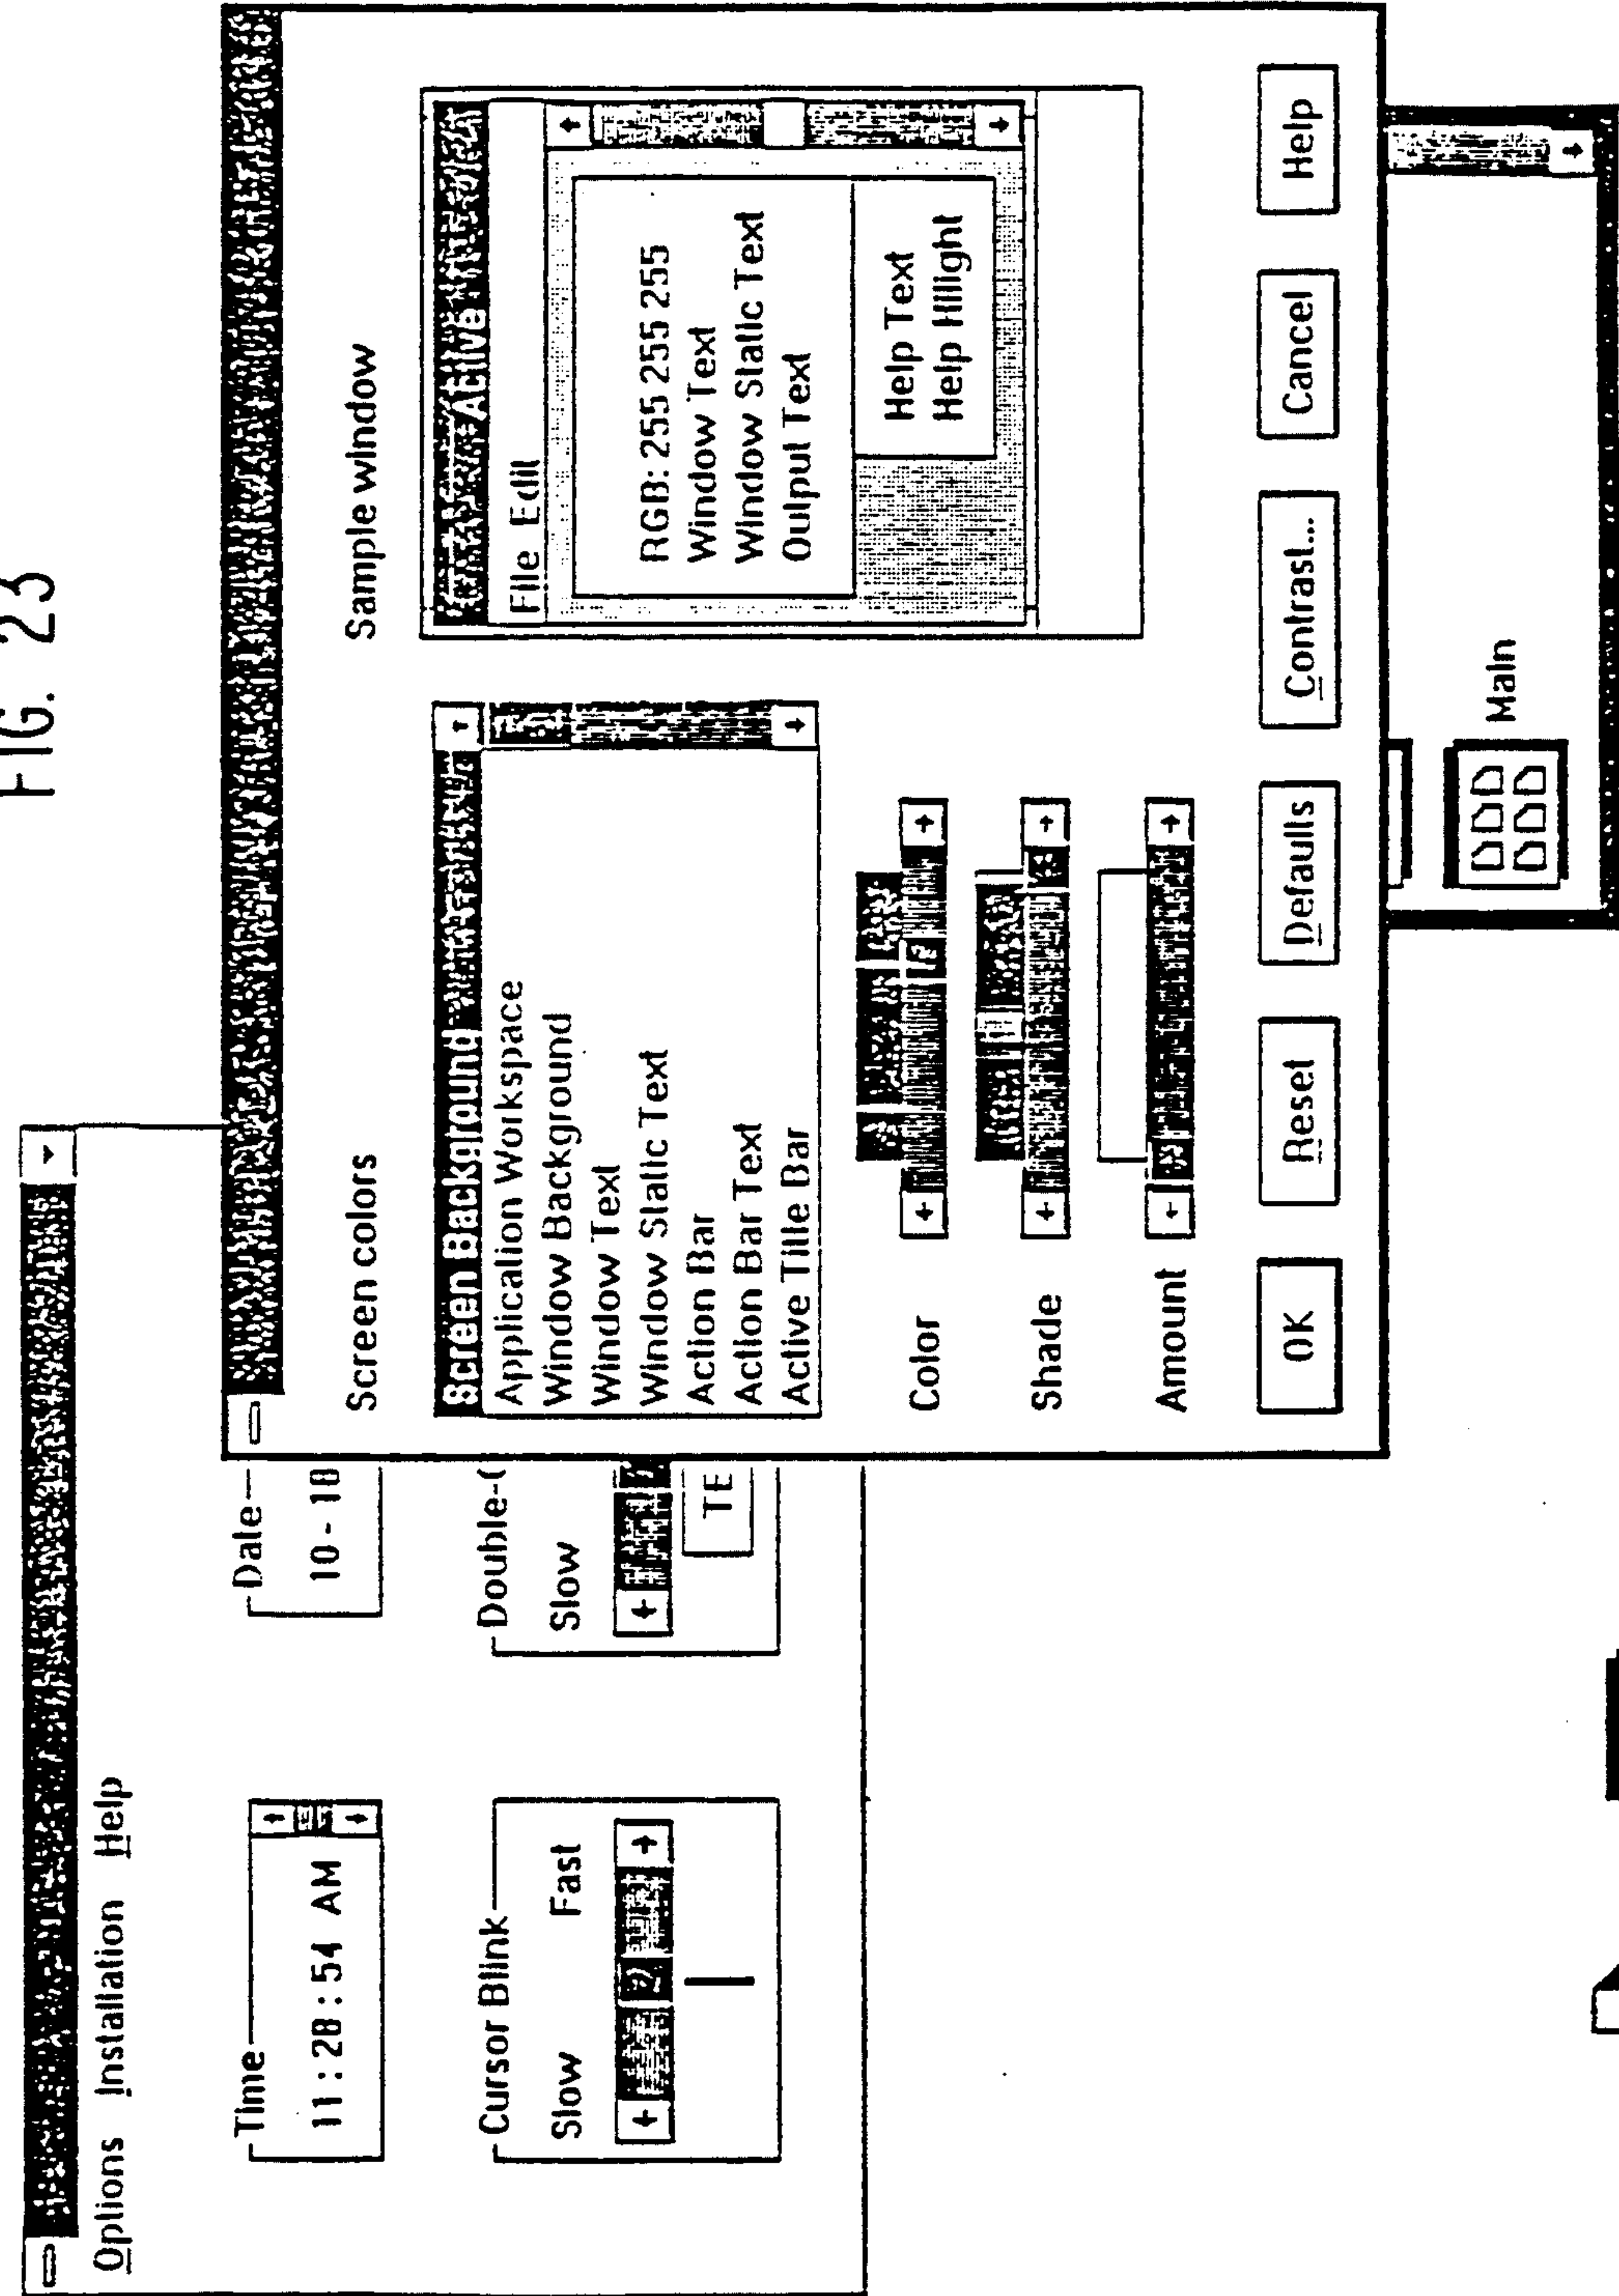 FIG. 23
Options Installation Help
Time
11:28:54 AM
Date
10-18
Cursor Blink
Slow Fast
Double-(
Slow
TE
Screen colors
Screen Background
Application Workspace
Window Background
Window Text
Window Static Text
Action Bar
Action Bar Text
Active Title Bar
Color
Shade
Amount
Sample window
Active
File Edit
RGB: 255 255 255
Window Text
Window Static Text
Output Text
Help Text
Help Hilight
OK Reset Defaults Contrast... Cancel Help
Main